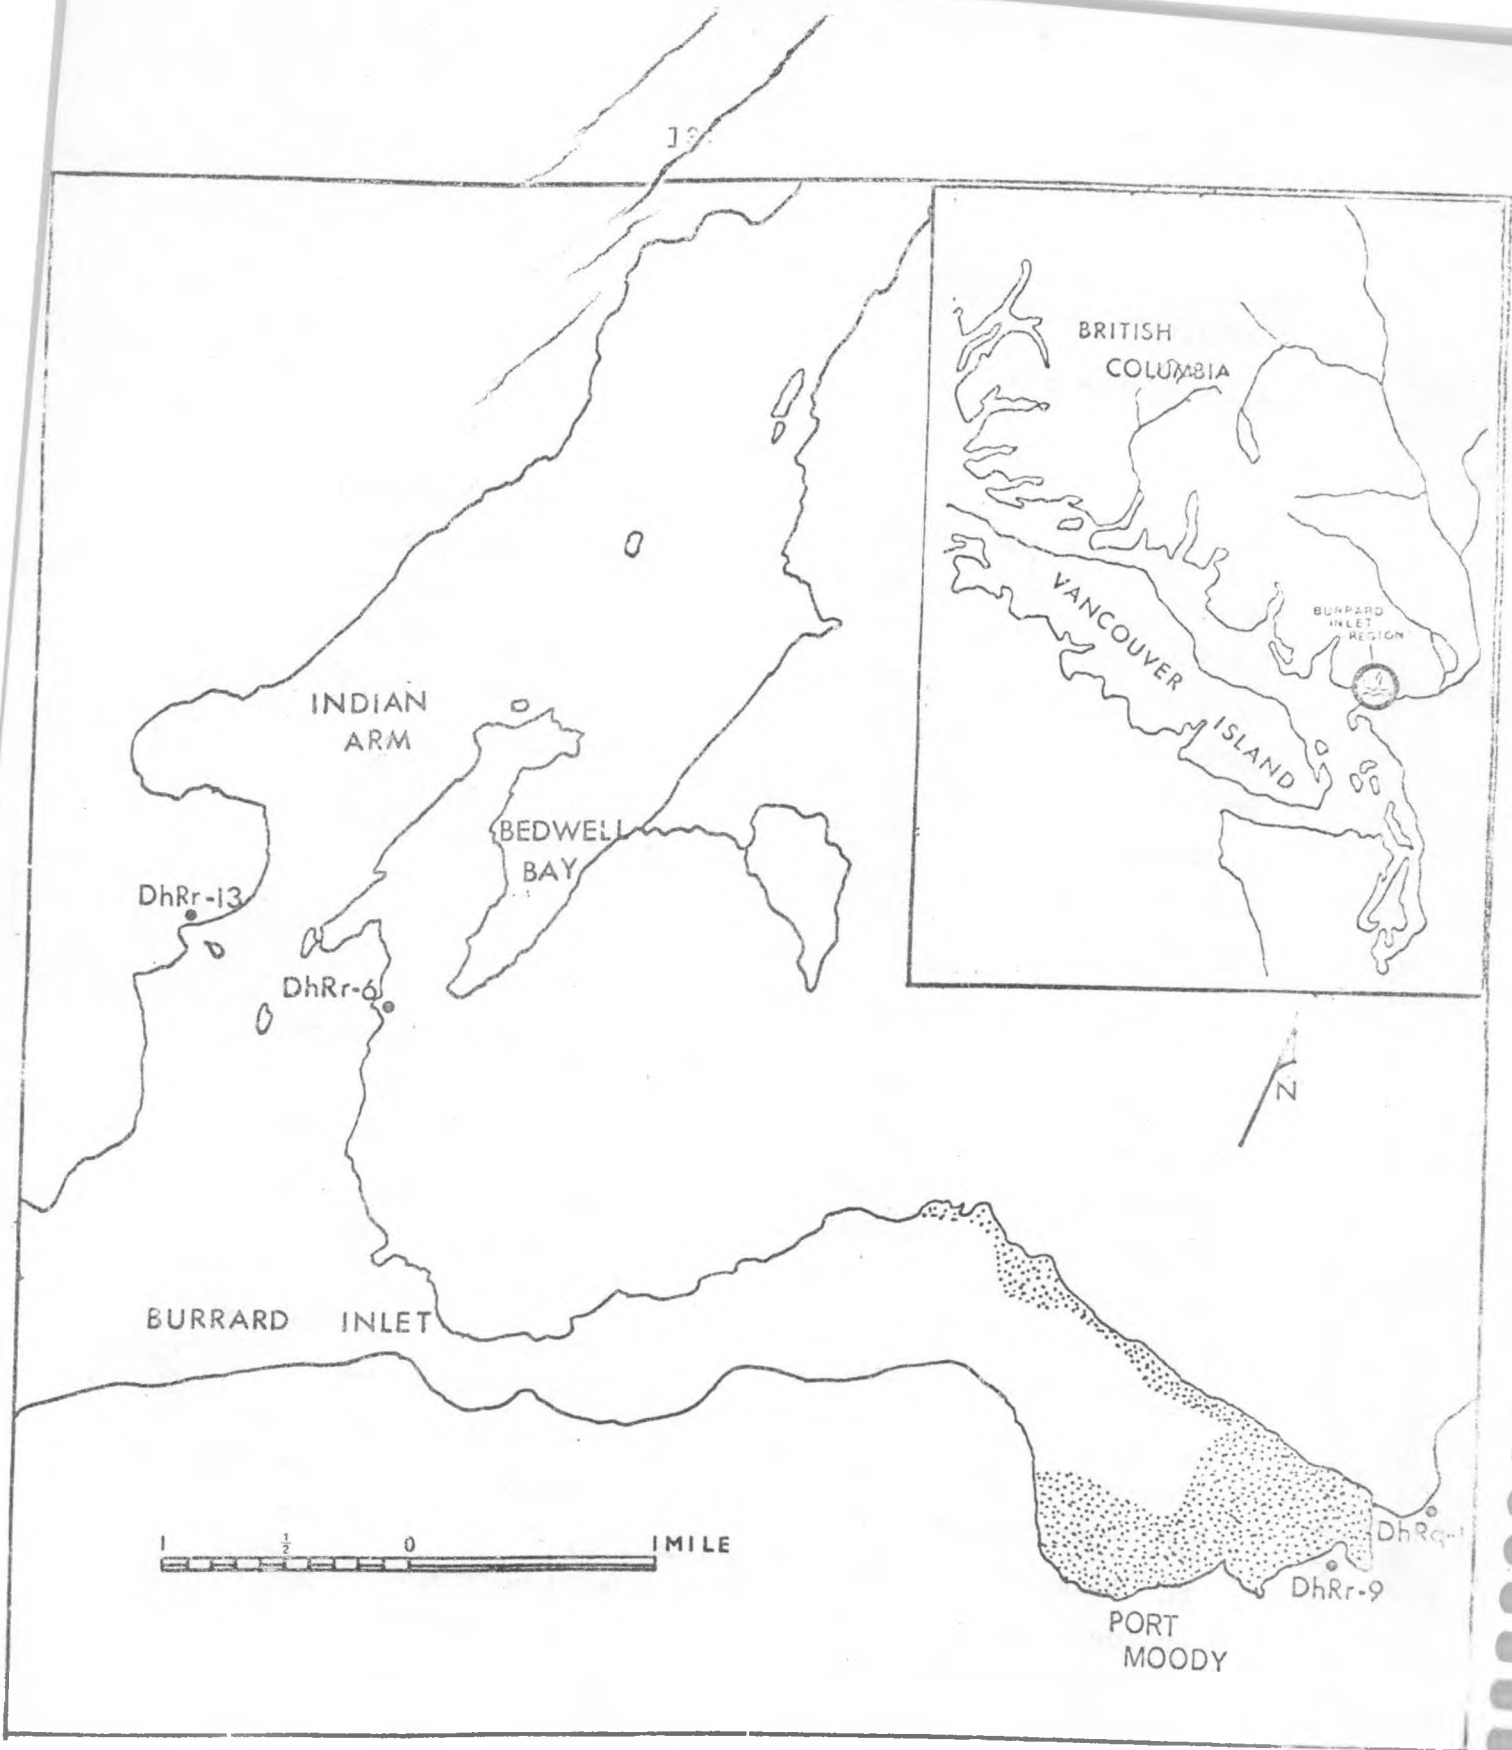 BRITISH
COLUMBIA
VANCOUVER
ISLAND
BURRARD
INLET
REGION
INDIAN
ARM
BEDWELL
BAY
DhRr-13
DhRr-6
N
BURRARD INLET
1 ½ 0 1 MILE
DhRr-9
PORT
MOODY